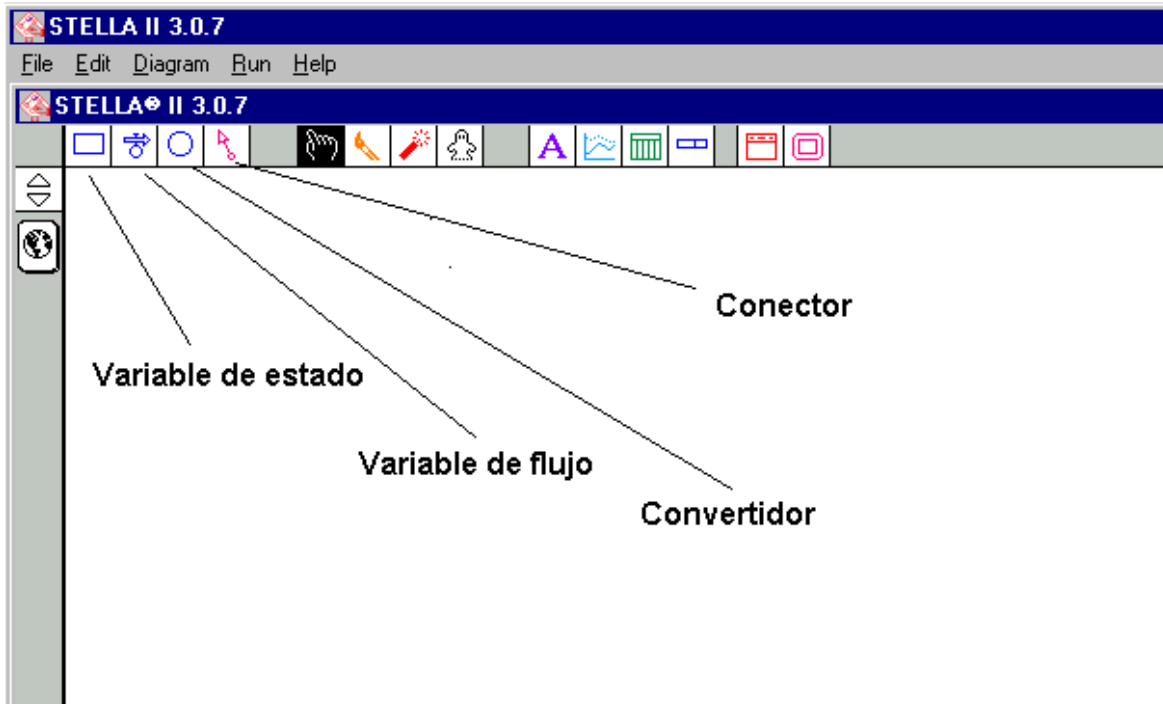 STELLA II 3.0.7
File Edit Diagram Run Help
STELLA® II 3.0.7
A
Conector
Variable de estado
Variable de flujo
Convertidor